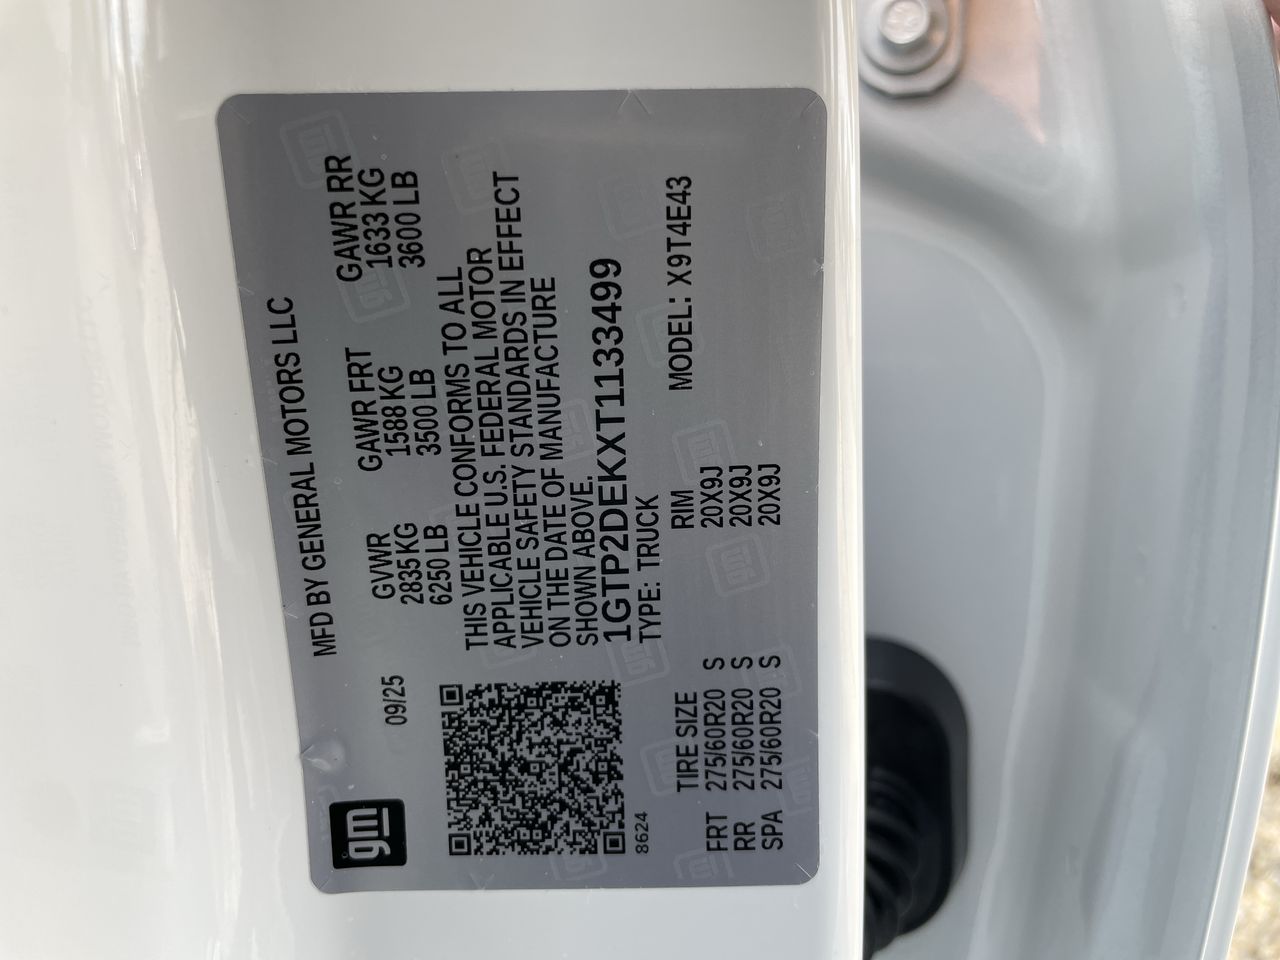 gm
MFD BY GENERAL MOTORS LLC
09/25
GVWR GAWR FRT GAWR RR
2835 KG 1588 KG 1633 KG
6250 LB 3500 LB 3600 LB
THIS VEHICLE CONFORMS TO ALL
APPLICABLE U.S. FEDERAL MOTOR
VEHICLE SAFETY STANDARDS IN EFFECT
ON THE DATE OF MANUFACTURE
SHOWN ABOVE.
1GTP2DEKXT1133499
TYPE: TRUCK
MODEL: X9T4E43
8624
TIRE SIZE RIM
FRT 275/60R20 S 20X9J
RR 275/60R20 S 20X9J
SPA 275/60R20 S 20X9J